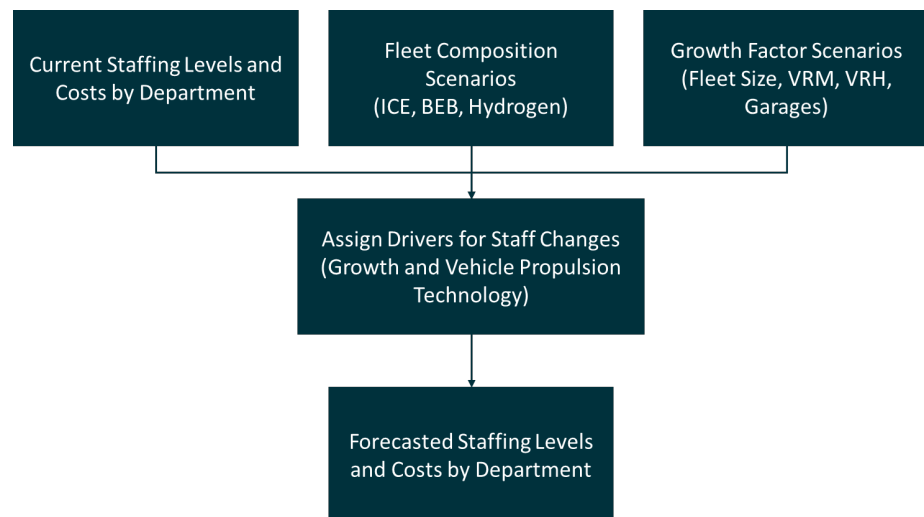 Current Staffing Levels and
Costs by Department
Fleet Composition
Scenarios
(ICE, BEB, Hydrogen)
Growth Factor Scenarios
(Fleet Size, VRM, VRH,
Garages)
Assign Drivers for Staff Changes
(Growth and Vehicle Propulsion
Technology)
Forecasted Staffing Levels
and Costs by Department